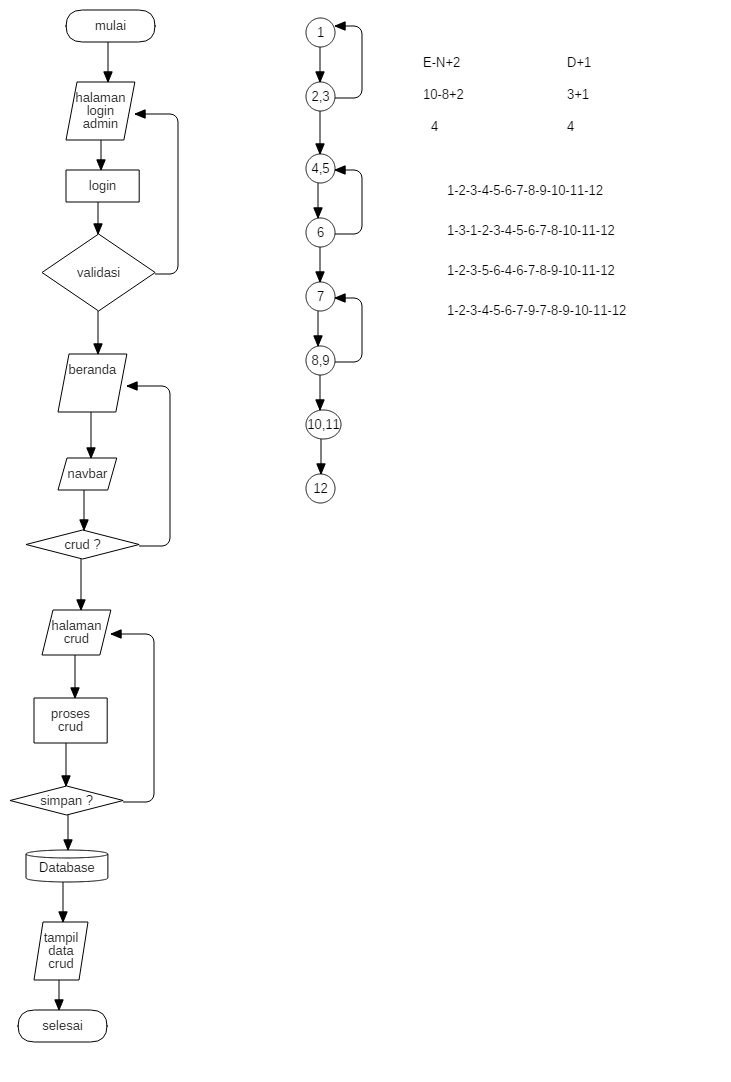 mulai
halaman
login
admin
login
validasi
beranda
navbar
crud ?
halaman
crud
proses
crud
simpan ?
Database
tampil
data
crud
selesai
1
2,3
4,5
6
7
8,9
10,11
12
E-N+2
D+1
10-8+2
3+1
4
4
1-2-3-4-5-6-7-8-9-10-11-12
1-3-1-2-3-4-5-6-7-8-10-11-12
1-2-3-5-6-4-6-7-8-9-10-11-12
1-2-3-4-5-6-7-9-7-8-9-10-11-12